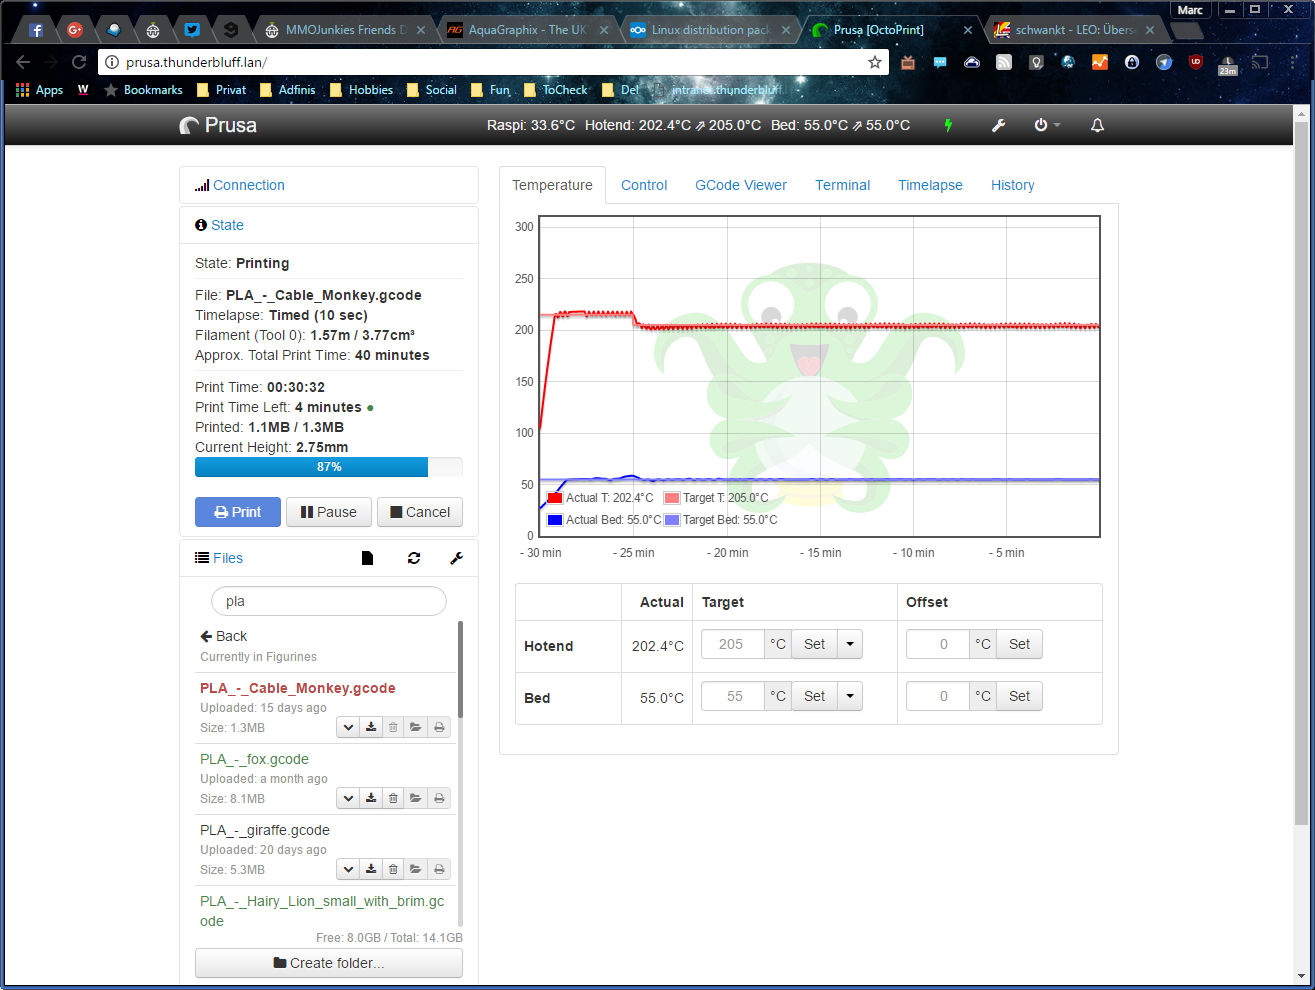 Marc
MMOJunkies Friends D
AquaGraphix - The UK
Linux distribution pack
Prusa [OctoPrint]
schwankt - LEO: Übers
prusa.thunderbluff.lan/
23m
Apps
W
Bookmarks
Privat
Adfinis
Hobbies
Social
Fun
ToCheck
Del
intranet.thunderbluff.
Prusa
Raspi: 33.6°C Hotend: 202.4°C ⇗ 205.0°C Bed: 55.0°C ⇗ 55.0°C
Connection
State
State: Printing
File: PLA_-_Cable_Monkey.gcode
Timelapse: Timed (10 sec)
Filament (Tool 0): 1.57m / 3.77cm³
Approx. Total Print Time: 40 minutes
Print Time: 00:30:32
Print Time Left: 4 minutes
Printed: 1.1MB / 1.3MB
Current Height: 2.75mm
87%
Print
Pause
Cancel
Files
pla
Back
Currently in Figurines
PLA_-_Cable_Monkey.gcode
Uploaded: 15 days ago
Size: 1.3MB
PLA_-_fox.gcode
Uploaded: a month ago
Size: 8.1MB
PLA_-_giraffe.gcode
Uploaded: 20 days ago
Size: 5.3MB
PLA_-_Hairy_Lion_small_with_brim.gc
ode
Free: 8.0GB / Total: 14.1GB
Create folder...
Temperature
Control
GCode Viewer
Terminal
Timelapse
History
300
250
200
150
100
50
0
Actual T: 202.4°C
Target T: 205.0°C
Actual Bed: 55.0°C
Target Bed: 55.0°C
- 30 min
- 25 min
- 20 min
- 15 min
- 10 min
- 5 min
Actual
Target
Offset
Hotend
202.4°C
205
°C
Set
0
°C
Set
Bed
55.0°C
55
°C
Set
0
°C
Set